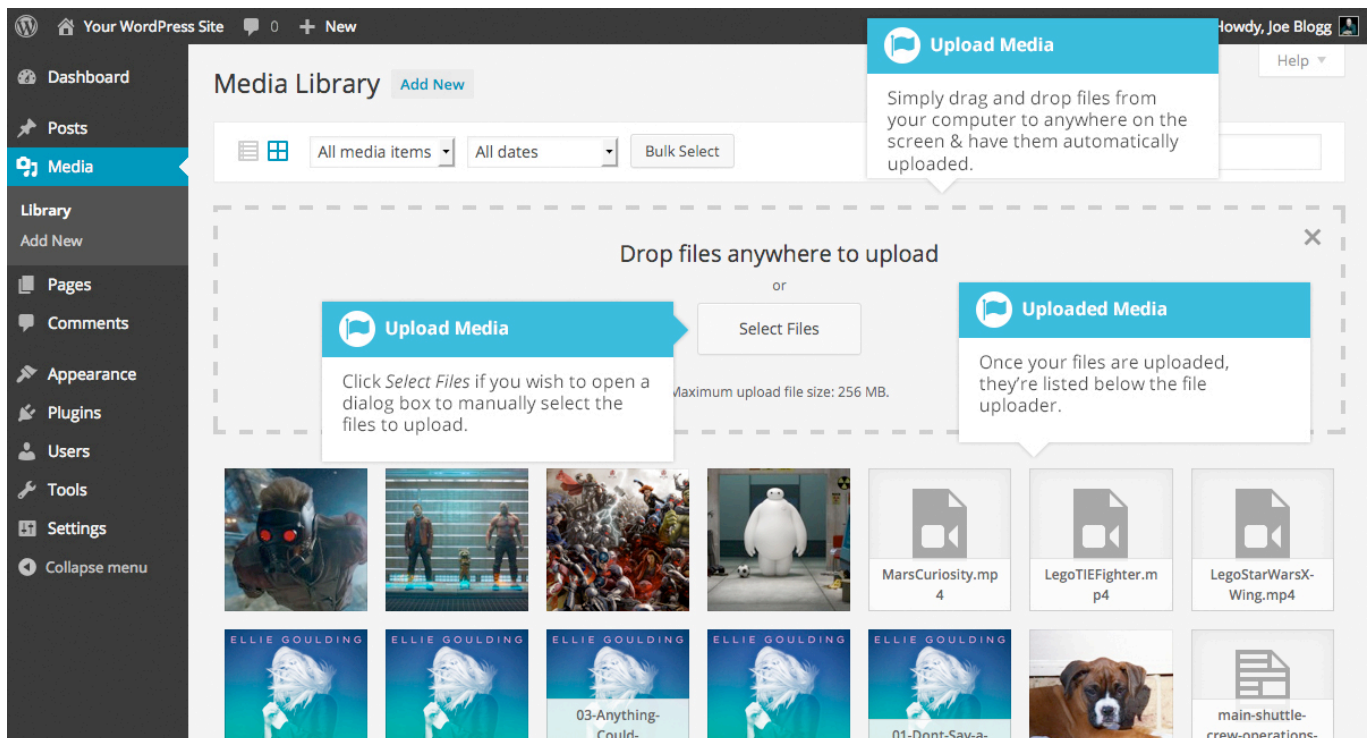 Your WordPress Site 0 + New
Howdy, Joe Blogg
Dashboard
Posts
Media
Library
Add New
Pages
Comments
Appearance
Plugins
Users
Tools
Settings
Collapse menu
Media Library Add New
Help
All media items All dates Bulk Select
Upload Media
Simply drag and drop files from
your computer to anywhere on the
screen & have them automatically
uploaded.
Drop files anywhere to upload
or
Select Files
Maximum upload file size: 256 MB.
Upload Media
Click Select Files if you wish to open a
dialog box to manually select the
files to upload.
Uploaded Media
Once your files are uploaded,
they're listed below the file
uploader.
MarsCuriosity.mp
4
LegoTIEFighter.m
p4
LegoStarWarsX-
Wing.mp4
ELLIE GOULDING
ELLIE GOULDING
ELLIE GOULDING
03-Anything-
Could-
ELLIE GOULDING
ELLIE GOULDING
01-Dont-Say-a-
main-shuttle-
crew-operations-